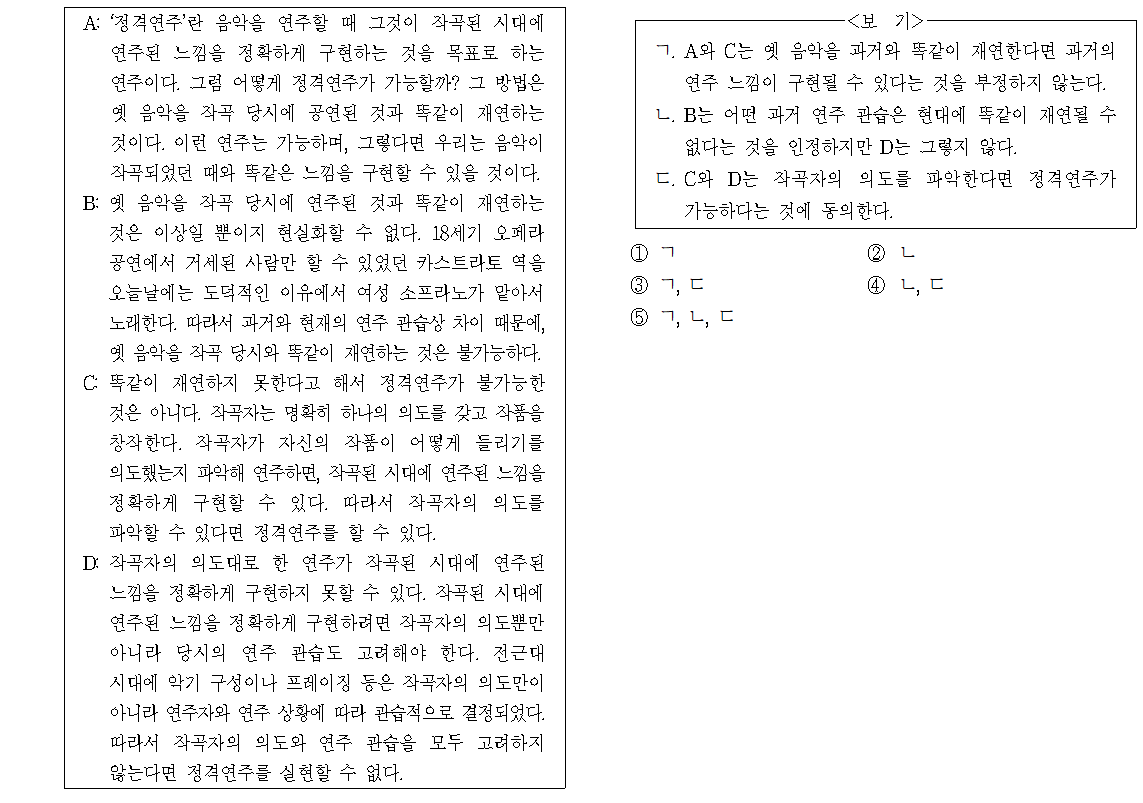 A: ‘정격연주’란 음악을 연주할 때 그것이 작곡된 시대에
연주된 느낌을 정확하게 구현하는 것을 목표로 하는
연주이다. 그럼 어떻게 정격연주가 가능할까? 그 방법은
옛 음악을 작곡 당시에 공연된 것과 똑같이 재연하는
것이다. 이런 연주는 가능하며, 그렇다면 우리는 음악이
작곡되었던 때와 똑같은 느낌을 구현할 수 있을 것이다.
B: 옛 음악을 작곡 당시에 연주된 것과 똑같이 재연하는
것은 이상일 뿐이지 현실화할 수 없다. 18세기 오페라
공연에서 거세된 사람만 할 수 있었던 카스트라토 역을
오늘날에는 도덕적인 이유에서 여성 소프라노가 맡아서
노래한다. 따라서 과거와 현재의 연주 관습상 차이 때문에,
옛 음악을 작곡 당시와 똑같이 재연하는 것은 불가능하다.
C: 똑같이 재연하지 못한다고 해서 정격연주가 불가능한
것은 아니다. 작곡자는 명확히 하나의 의도를 갖고 작품을
창작한다. 작곡자가 자신의 작품이 어떻게 들리기를
의도했는지 파악해 연주하면, 작곡된 시대에 연주된 느낌을
정확하게 구현할 수 있다. 따라서 작곡자의 의도를
파악할 수 있다면 정격연주를 할 수 있다.
D: 작곡자의 의도대로 한 연주가 작곡된 시대에 연주된
느낌을 정확하게 구현하지 못할 수 있다. 작곡된 시대에
연주된 느낌을 정확하게 구현하려면 작곡자의 의도뿐만
아니라 당시의 연주 관습도 고려해야 한다. 전근대
시대에 악기 구성이나 프레이징 등은 작곡자의 의도만이
아니라 연주자와 연주 상황에 따라 관습적으로 결정되었다.
따라서 작곡자의 의도와 연주 관습을 모두 고려하지
않는다면 정격연주를 실현할 수 없다.
<보 기>
ㄱ. A와 C는 옛 음악을 과거와 똑같이 재연한다면 과거의
연주 느낌이 구현될 수 있다는 것을 부정하지 않는다.
ㄴ. B는 어떤 과거 연주 관습은 현대에 똑같이 재연될 수
없다는 것을 인정하지만 D는 그렇지 않다.
ㄷ. C와 D는 작곡자의 의도를 파악한다면 정격연주가
가능하다는 것에 동의한다.
① ㄱ ② ㄴ
③ ㄱ, ㄷ ④ ㄴ, ㄷ
⑤ ㄱ, ㄴ, ㄷ